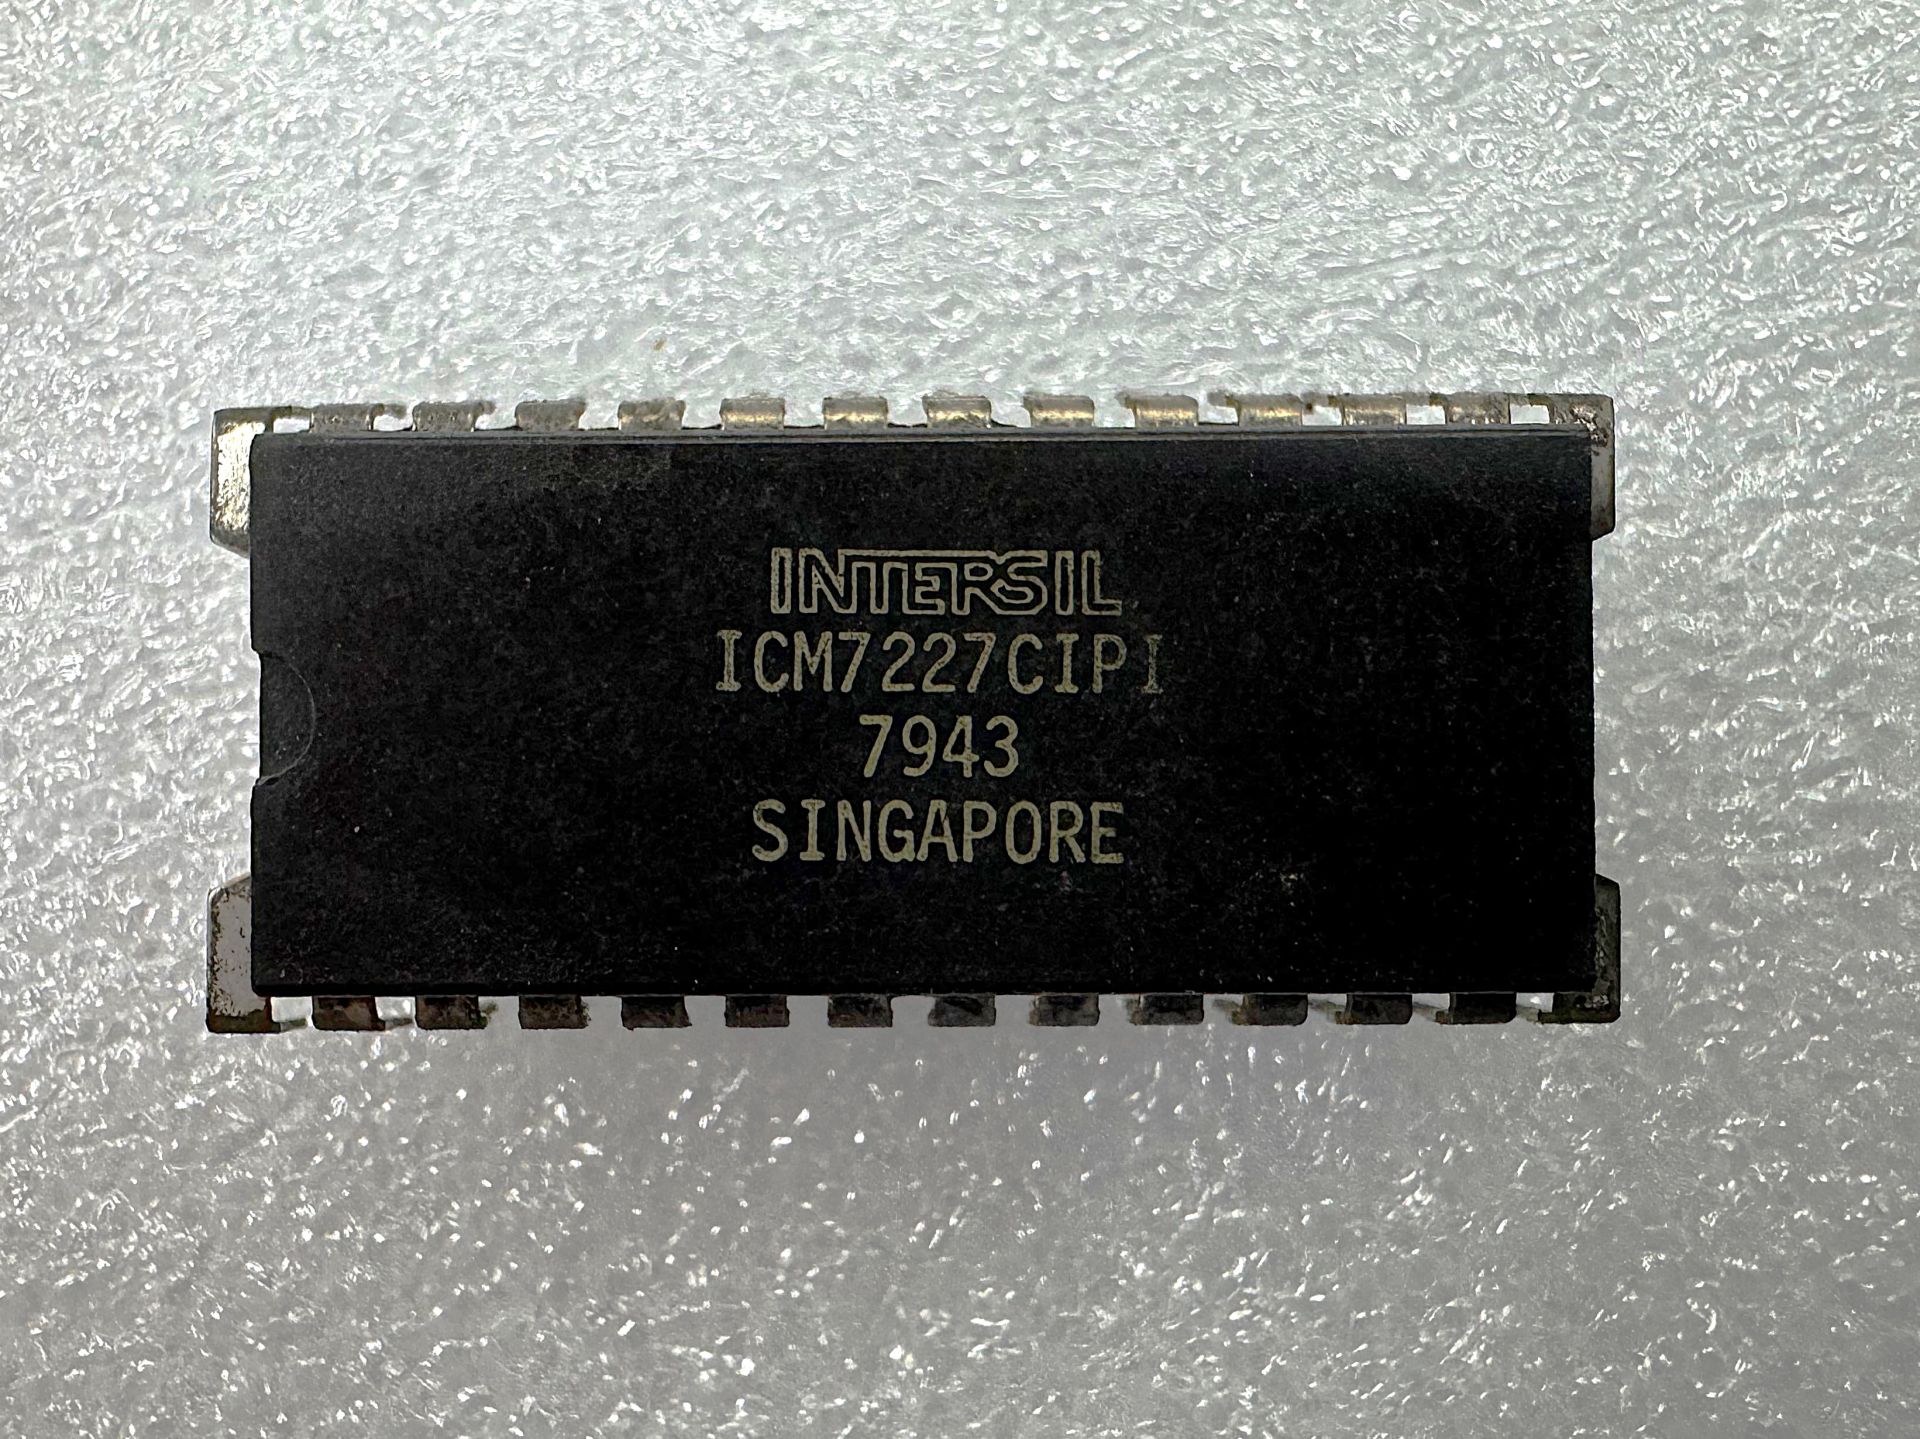 INTERSIL
ICM7227CIPI
7943
SINGAPORE